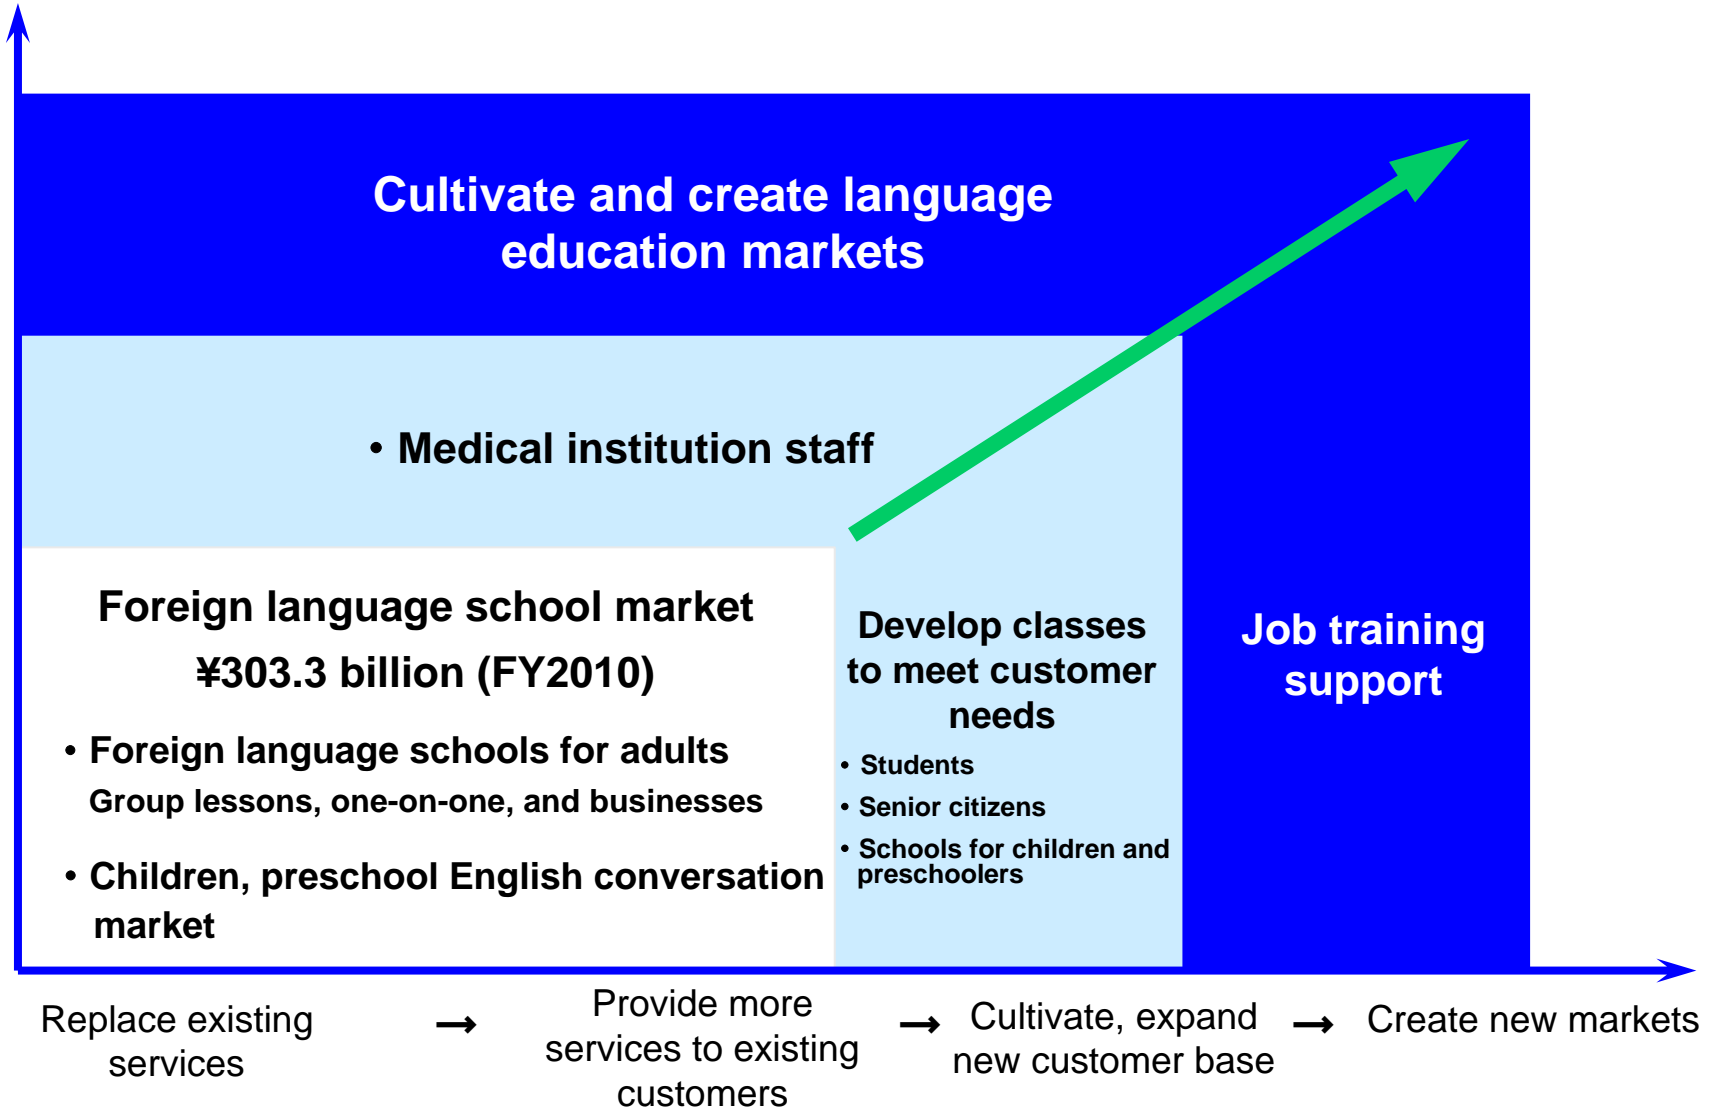 Cultivate and create language
education markets
・Medical institution staff
Foreign language school market
¥303.3 billion (FY2010)
・Foreign language schools for adults
Group lessons, one-on-one, and businesses
・Children, preschool English conversation
market
Develop classes
to meet customer
needs
・Students
・Senior citizens
・Schools for children and
preschoolers
Job training
support
Replace existing
services
→
Provide more
services to existing
customers
→
Cultivate, expand
new customer base
→
Create new markets